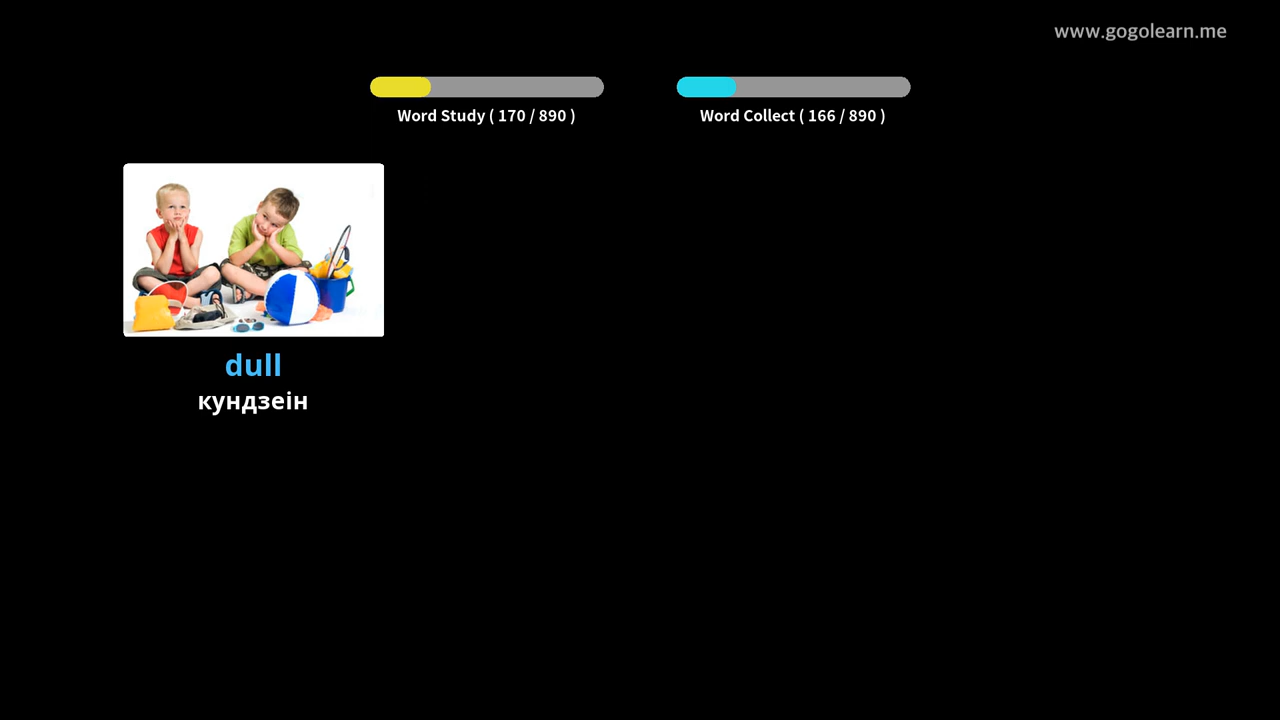 www.gogolearn.me
Word Study ( 170 / 890 )
Word Collect ( 166 / 890 )
dull
кундзеін